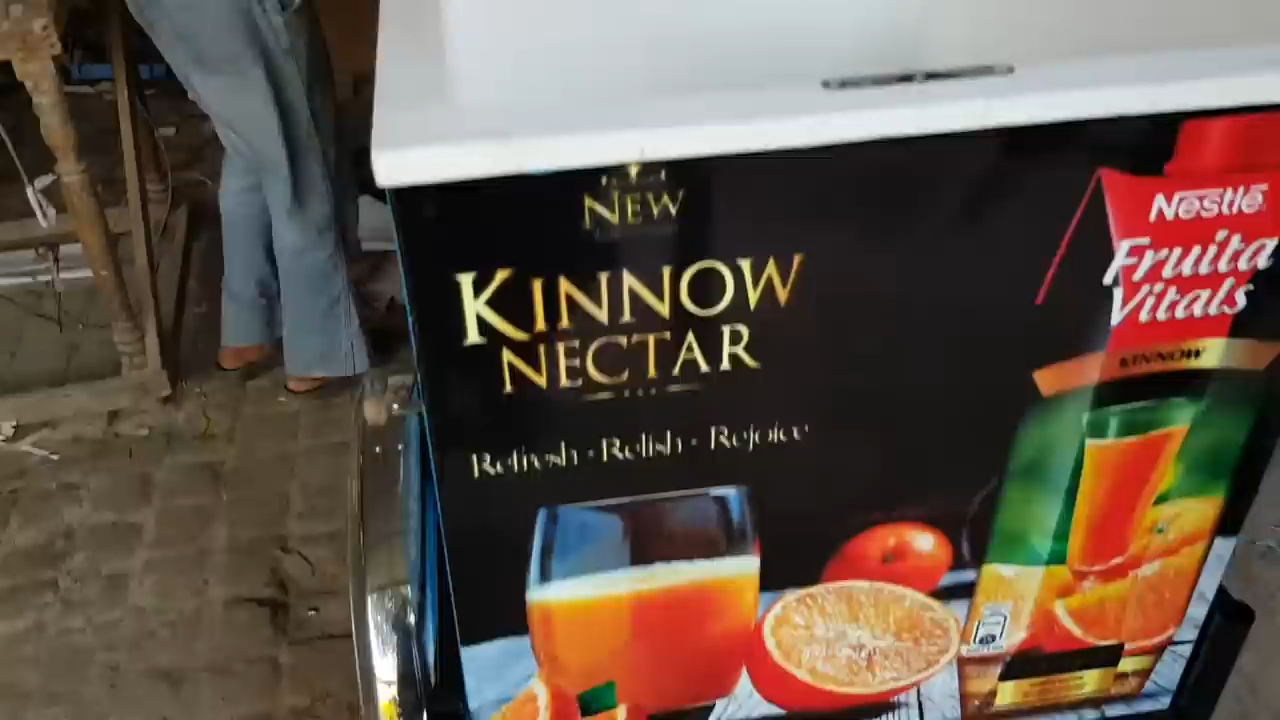 NEW
KINNOW
NECTAR
Refresh · Relish · Rejoice
Nestlé
Fruita
Vitals
KINNOW